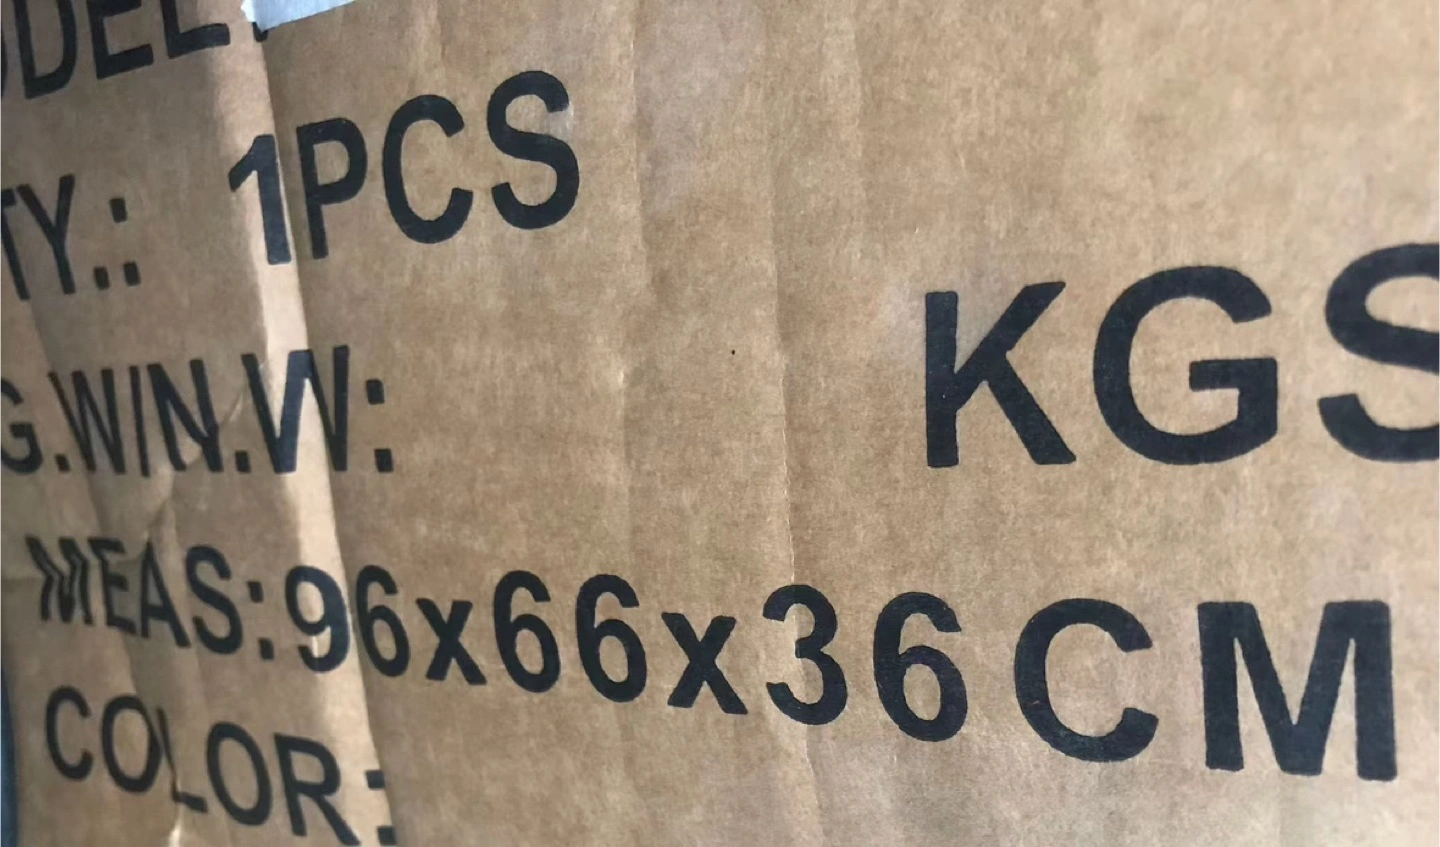 ODEL
TY.: 1PCS
G.W/N.W: KGS
MEAS:96x66x36CM
COLOR: